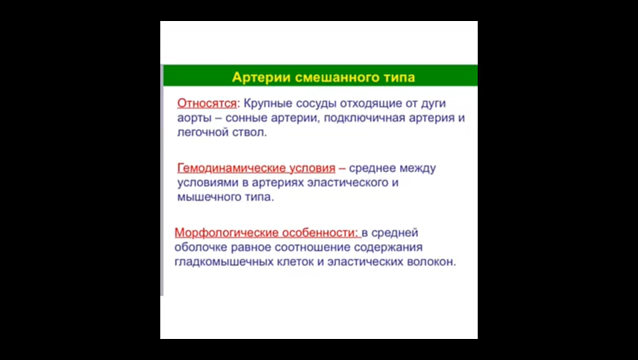 Артерии смешанного типа
Относятся: Крупные сосуды отходящие от дуги
аорты – сонные артерии, подключичная артерия и
легочной ствол.
Гемодинамические условия – среднее между
условиями в артериях эластического и
мышечного типа.
Морфологические особенности: в средней
оболочке равное соотношение содержания
гладкомышечных клеток и эластических волокон.